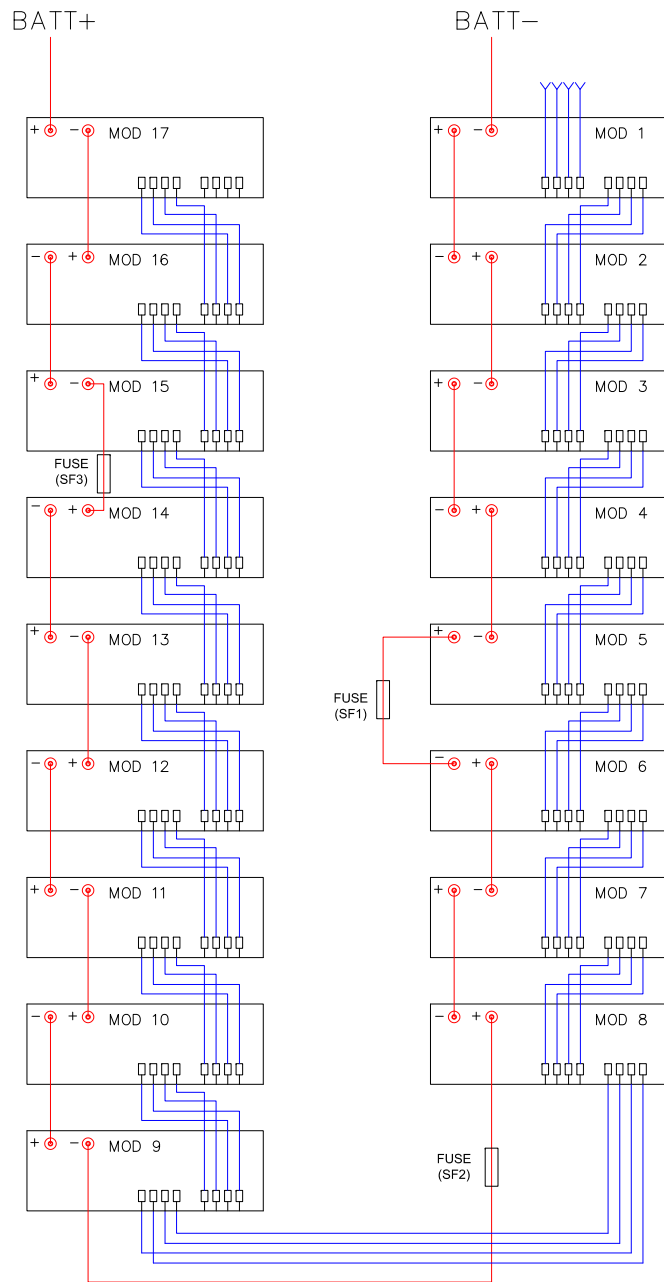 BATT+
+ − MOD 17
− + MOD 16
+ − MOD 15
FUSE
(SF3)
− + MOD 14
+ − MOD 13
− + MOD 12
+ − MOD 11
− + MOD 10
+ − MOD 9
BATT−
+ − MOD 1
− + MOD 2
+ − MOD 3
− + MOD 4
+ − MOD 5
FUSE
(SF1)
− + MOD 6
+ − MOD 7
− + MOD 8
FUSE
(SF2)